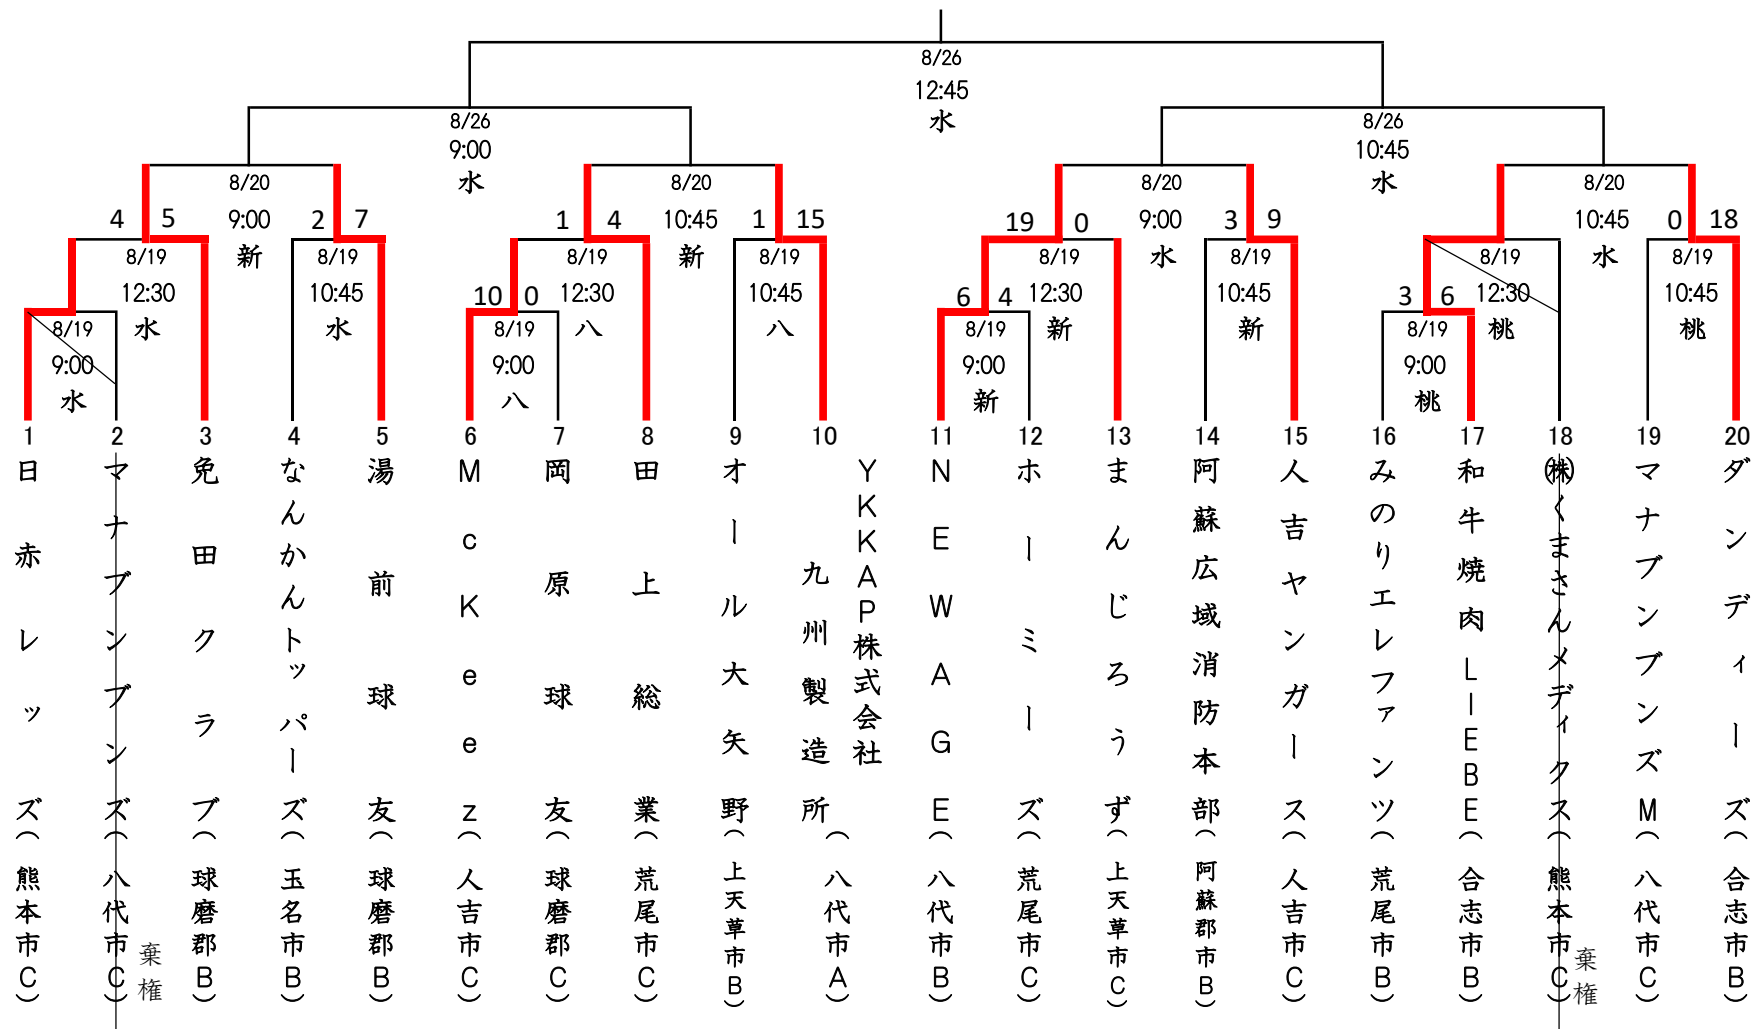 8/26
12:45
水
8/26
9:00
水
8/26
10:45
水
8/20
9:00
新
8/20
10:45
新
8/20
9:00
水
8/20
10:45
水
4 5
8/19
12:30
水
2 7
8/19
10:45
水
1 4
8/19
12:30
八
1 15
8/19
10:45
八
19 0
8/19
12:30
新
3 9
8/19
10:45
新
8/19
12:30
桃
0 18
8/19
10:45
桃
8/19
9:00
水
10 0
8/19
9:00
八
6 4
8/19
9:00
新
3 6
8/19
9:00
桃
1
日赤レッズ(熊本市C)
2
マナブンブンズ(八代市C)
棄権
3
免田クラブ(球磨郡B)
4
なんかんトッパーズ(玉名市B)
5
湯前球友(球磨郡B)
6
McKeeez(人吉市C)
7
岡原球友(球磨郡C)
8
田上総業(荒尾市C)
9
オール大矢野(上天草市B)
10
YKKAP株式会社
九州製造所
(八代市A)
11
NEWAGE(八代市B)
12
ホーミーズ(荒尾市C)
13
まんじろうず(上天草市C)
14
阿蘇広域消防本部(阿蘇郡市B)
15
人吉ヤンガース(人吉市C)
16
みのりエレファンツ(荒尾市B)
17
和牛焼肉LIEBE(合志市B)
18
㈱くまさんメディクス(熊本市C)
棄権
19
マナブンブンズM(八代市C)
20
ダンディーズ(合志市B)